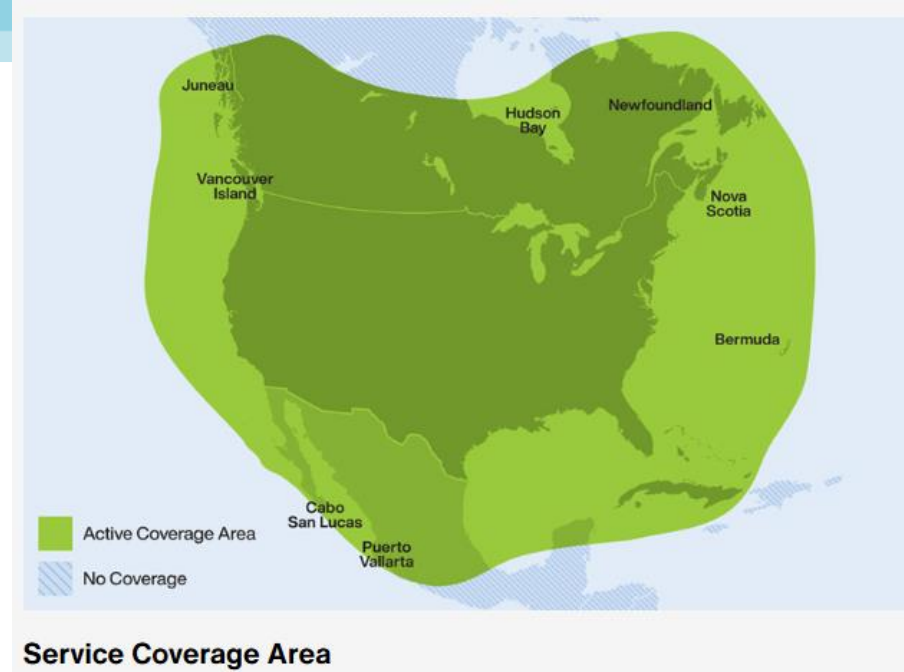 Juneau
Hudson
Bay
Newfoundland
Vancouver
Island
Nova
Scotia
Bermuda
Cabo
San Lucas
Puerto
Vallarta
Active Coverage Area
No Coverage
Service Coverage Area